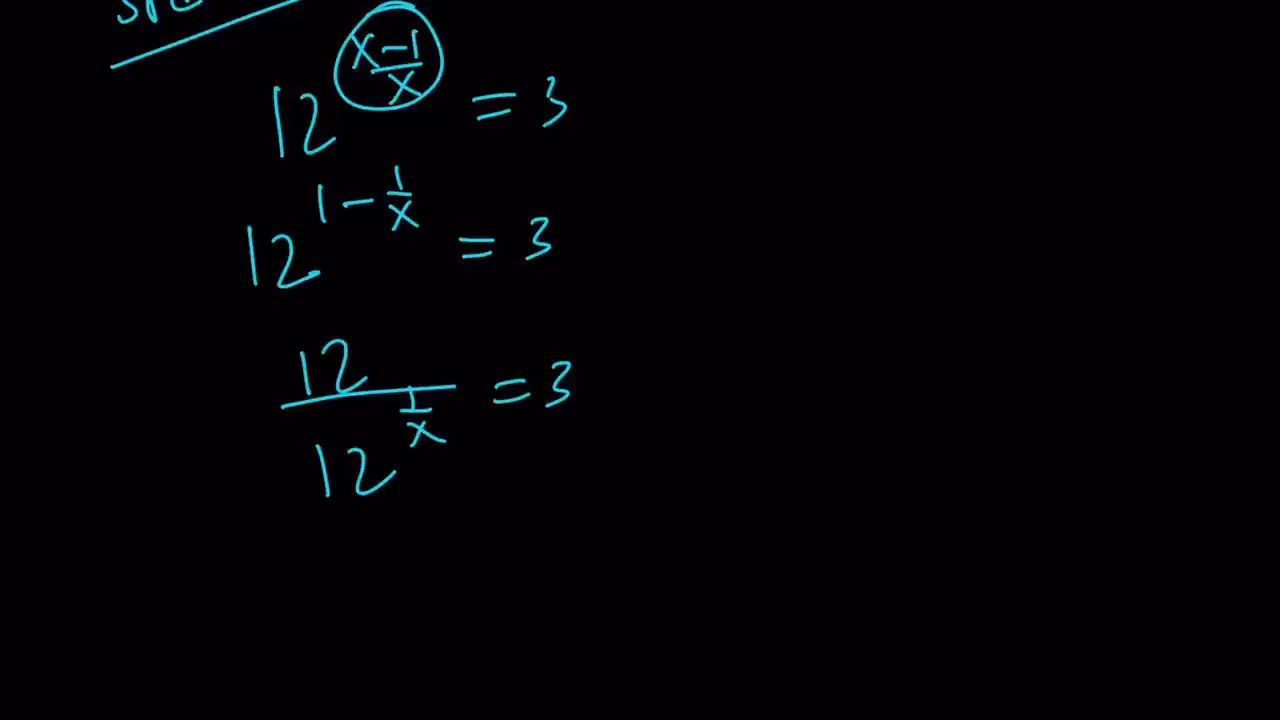 12^((x-1)/x) = 3
12^(1 - 1/x) = 3
12/12^(1/x) = 3